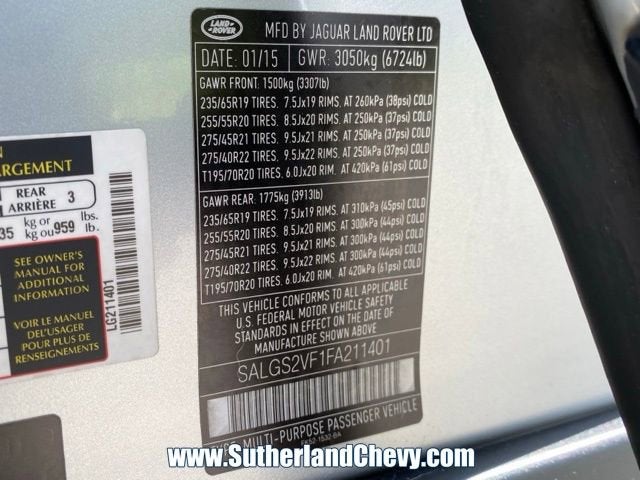 LAND-
ROVER
MFD BY JAGUAR LAND ROVER LTD
DATE: 01/15 GWR: 3050kg (6724lb)
GAWR FRONT: 1500kg (3307lb)
235/65R19 TIRES. 7.5Jx19 RIMS. AT 260kPa (38psi) COLD
255/55R20 TIRES. 8.5Jx20 RIMS. AT 250kPa (37psi) COLD
275/45R21 TIRES. 9.5Jx21 RIMS. AT 250kPa (37psi) COLD
275/40R22 TIRES. 9.5Jx22 RIMS. AT 250kPa (37psi) COLD
T195/70R20 TIRES. 6.0Jx20 RIM. AT 420kPa (61psi) COLD
GAWR REAR: 1775kg (3913lb)
235/65R19 TIRES. 7.5Jx19 RIMS. AT 310kPa (45psi) COLD
255/55R20 TIRES. 8.5Jx20 RIMS. AT 300kPa (44psi) COLD
275/45R21 TIRES. 9.5Jx21 RIMS. AT 300kPa (44psi) COLD
275/40R22 TIRES. 9.5Jx22 RIMS. AT 300kPa (44psi) COLD
T195/70R20 TIRES. 6.0Jx20 RIM. AT 420kPa (61psi) COLD
THIS VEHICLE CONFORMS TO ALL APPLICABLE
U.S. FEDERAL MOTOR VEHICLE SAFETY
STANDARDS IN EFFECT ON THE DATE OF
MANUFACTURE SHOWN ABOVE
SALGS2VF1FA211401
TYPE: MULTI-PURPOSE PASSENGER VEHICLE
ARGEMENT
REAR
ARRIÈRE 3
35 kg or 959 lbs.
kg ou lb.
SEE OWNER'S
MANUAL FOR
ADDITIONAL
INFORMATION
VOIR LE MANUEL
DE L'USAGER
POUR PLUS DE
RENSEIGNEMENTS
LG211401
www.SutherlandChevy.com